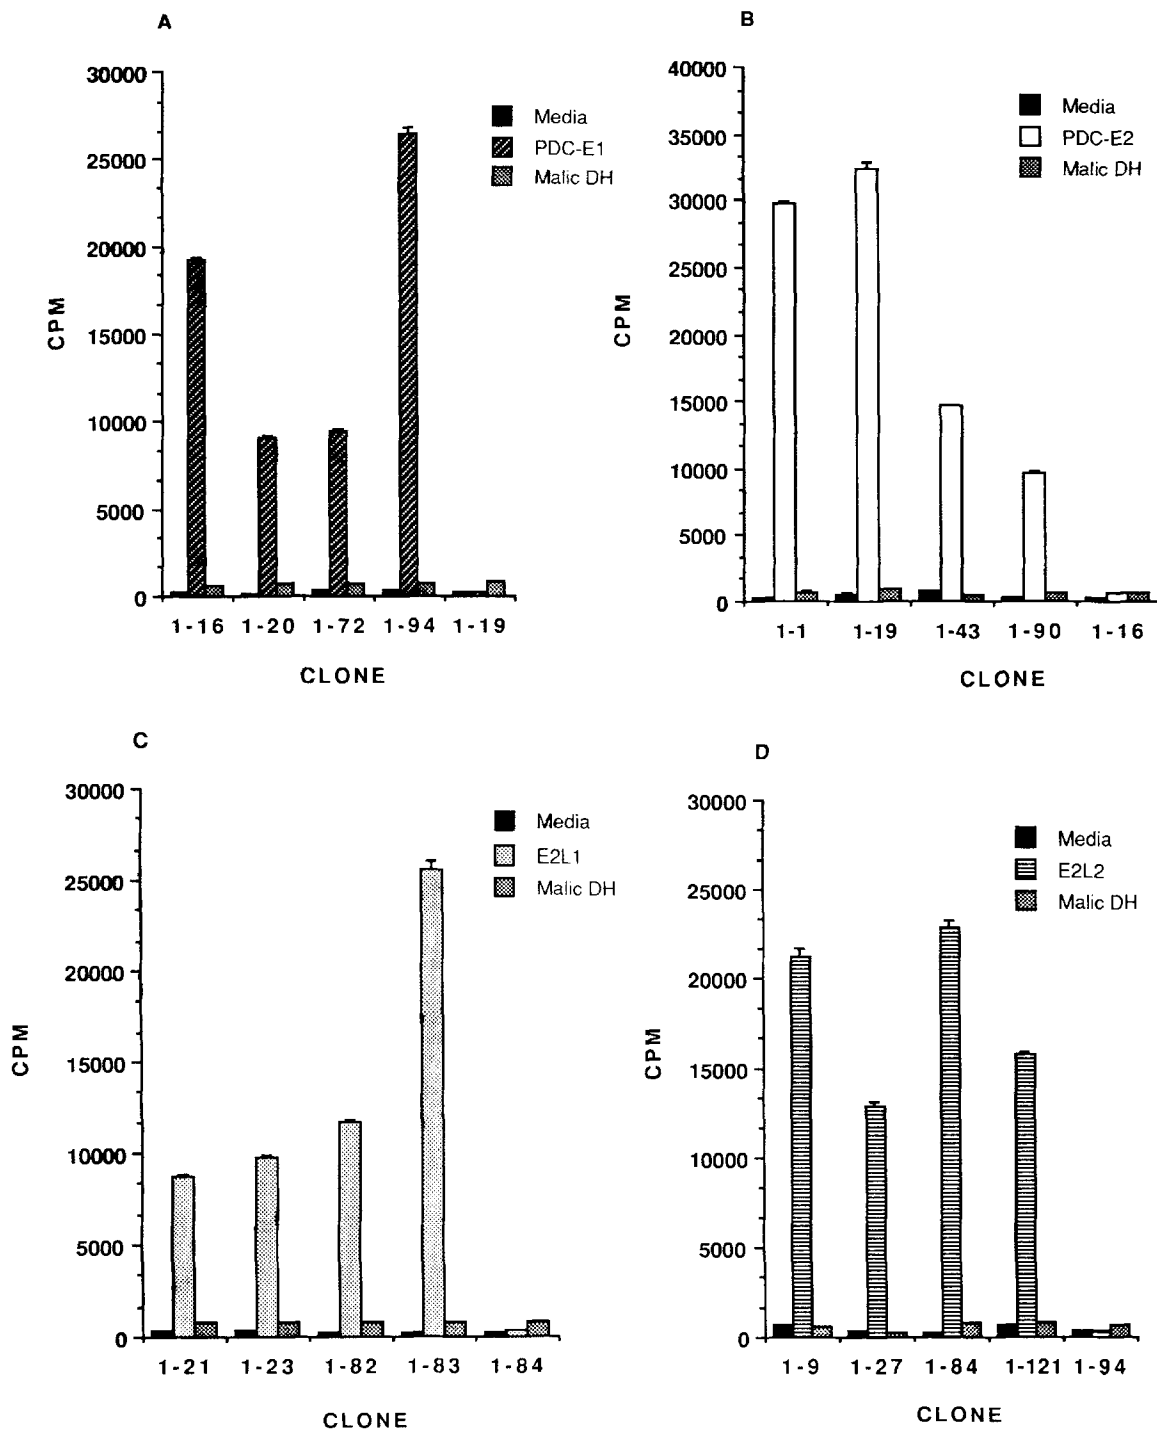 A
30000
25000
20000
15000
10000
5000
0
CPM
Media
PDC-E1
Malic DH
1-16 1-20 1-72 1-94 1-19
CLONE
B
40000
35000
30000
25000
20000
15000
10000
5000
0
CPM
Media
PDC-E2
Malic DH
1-1 1-19 1-43 1-90 1-16
CLONE
C
30000
25000
20000
15000
10000
5000
0
CPM
Media
E2L1
Malic DH
1-21 1-23 1-82 1-83 1-84
CLONE
D
30000
25000
20000
15000
10000
5000
0
CPM
Media
E2L2
Malic DH
1-9 1-27 1-84 1-121 1-94
CLONE